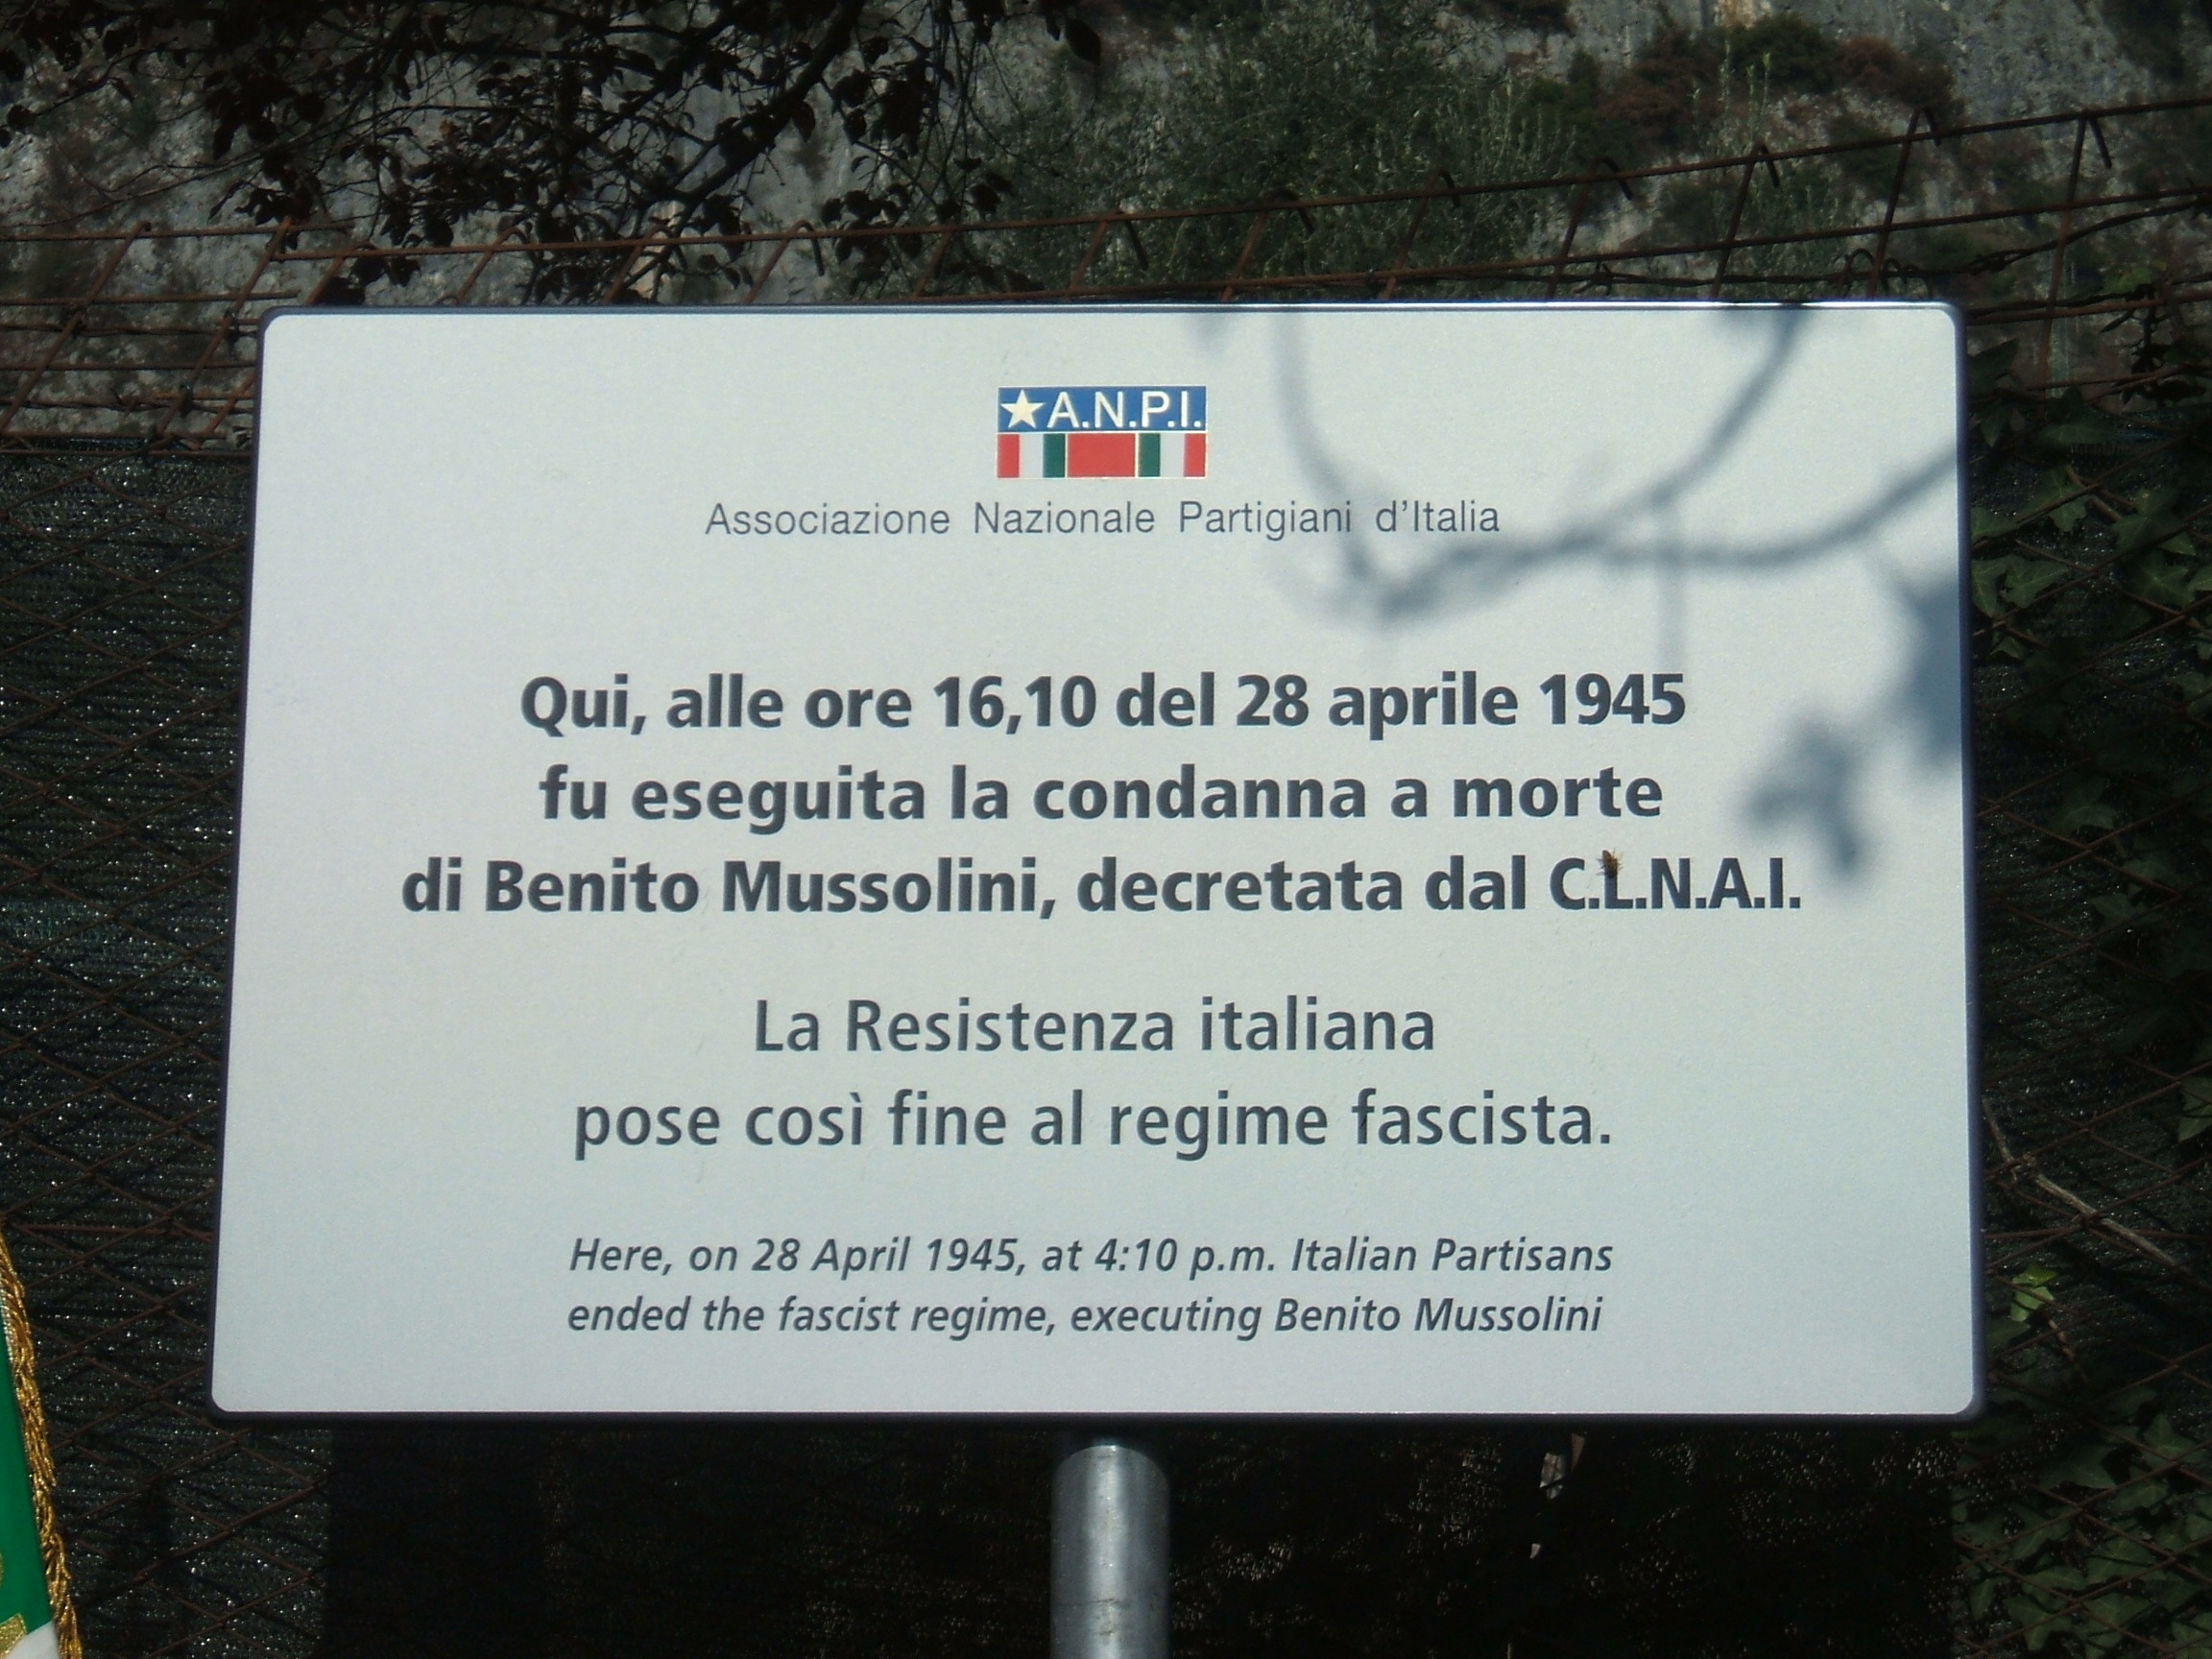 A.N.P.I.
Associazione Nazionale Partigiani d'Italia
Qui, alle ore 16,10 del 28 aprile 1945
fu eseguita la condanna a morte
di Benito Mussolini, decretata dal C.L.N.A.I.
La Resistenza italiana
pose così fine al regime fascista.
Here, on 28 April 1945, at 4:10 p.m. Italian Partisans
ended the fascist regime, executing Benito Mussolini